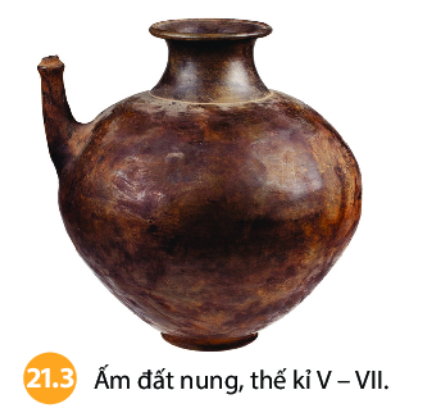 21.3 Ấm đất nung, thế kỉ V – VII.